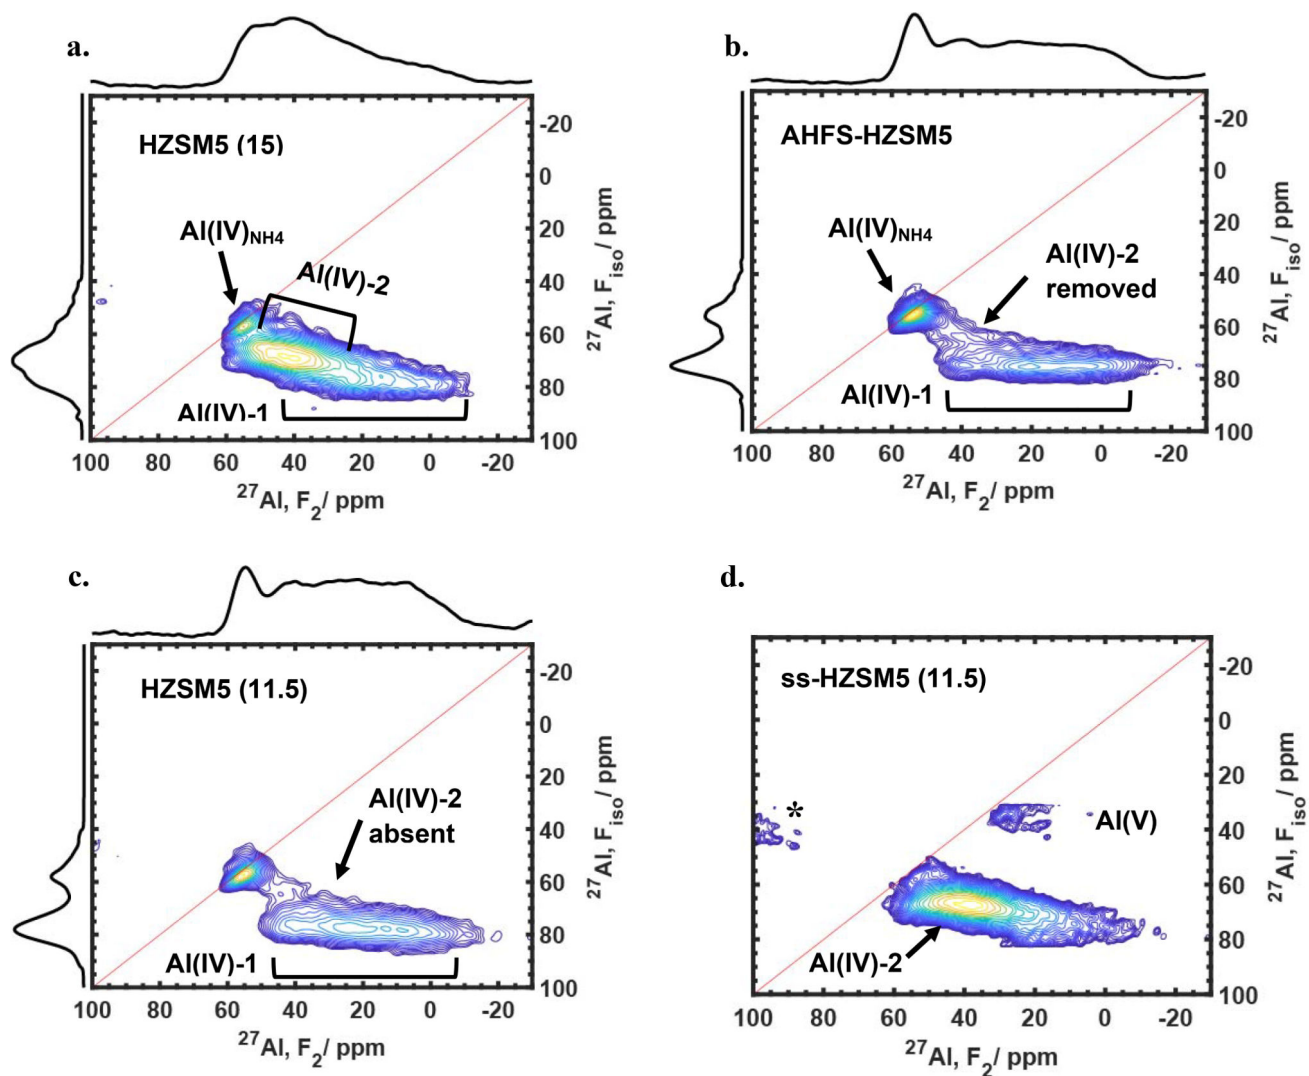 a.
HZSM5 (15)
Al(IV)NH4
Al(IV)-2
Al(IV)-1
-20
0
20
40
60
80
100
27Al, Fiso/ ppm
100 80 60 40 20 0 -20
27Al, F2/ ppm
b.
AHFS-HZSM5
Al(IV)NH4
Al(IV)-2
removed
Al(IV)-1
-20
0
20
40
60
80
100
27Al, Fiso/ ppm
100 80 60 40 20 0 -20
27Al, F2/ ppm
c.
HZSM5 (11.5)
Al(IV)-2
absent
Al(IV)-1
-20
0
20
40
60
80
100
27Al, Fiso/ ppm
100 80 60 40 20 0 -20
27Al, F2/ ppm
d.
ss-HZSM5 (11.5)
*
Al(V)
Al(IV)-2
-20
0
20
40
60
80
100
27Al, Fiso/ ppm
100 80 60 40 20 0 -20
27Al, F2/ ppm